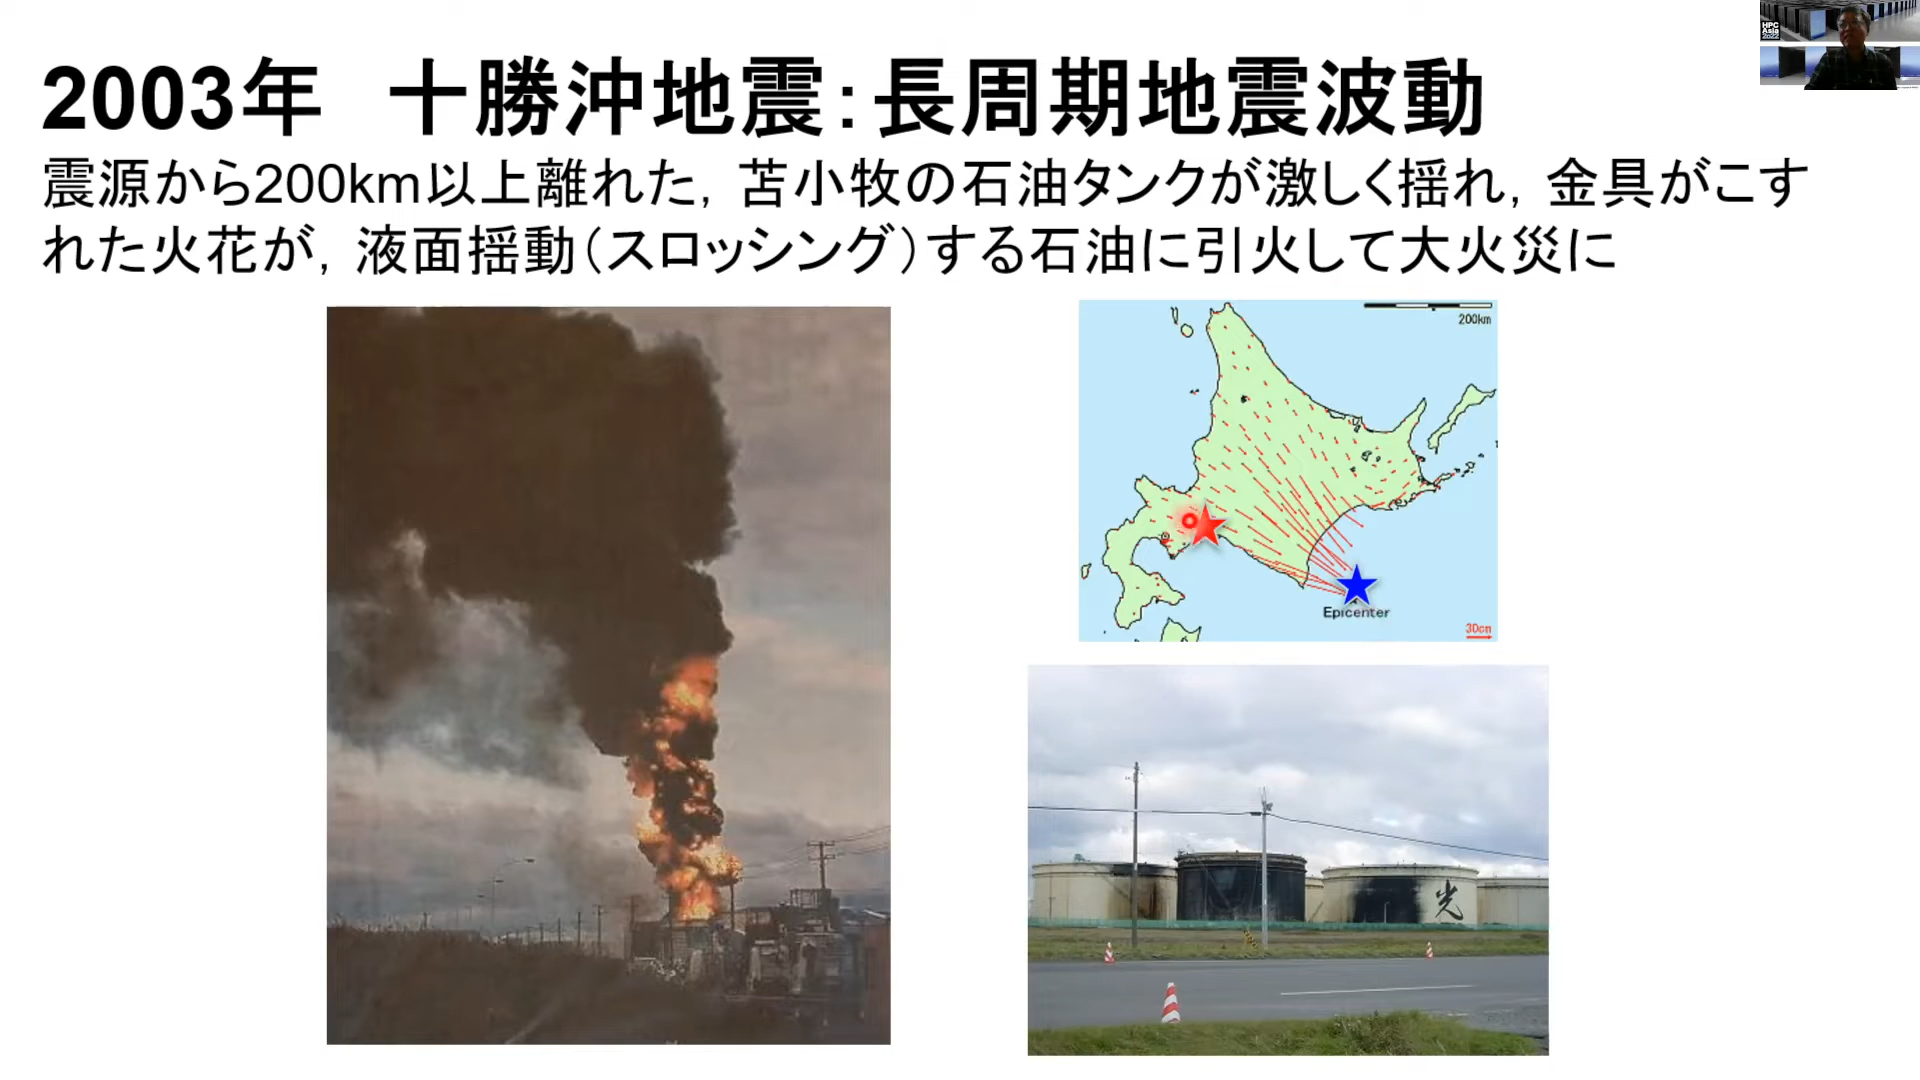 2003年　十勝沖地震：長周期地震波動
震源から200km以上離れた，苫小牧の石油タンクが激しく揺れ，金具がこす
れた火花が，液面揺動（スロッシング）する石油に引火して大火災に
200km
Epicenter
30cm
光
HPC
Asia
2022